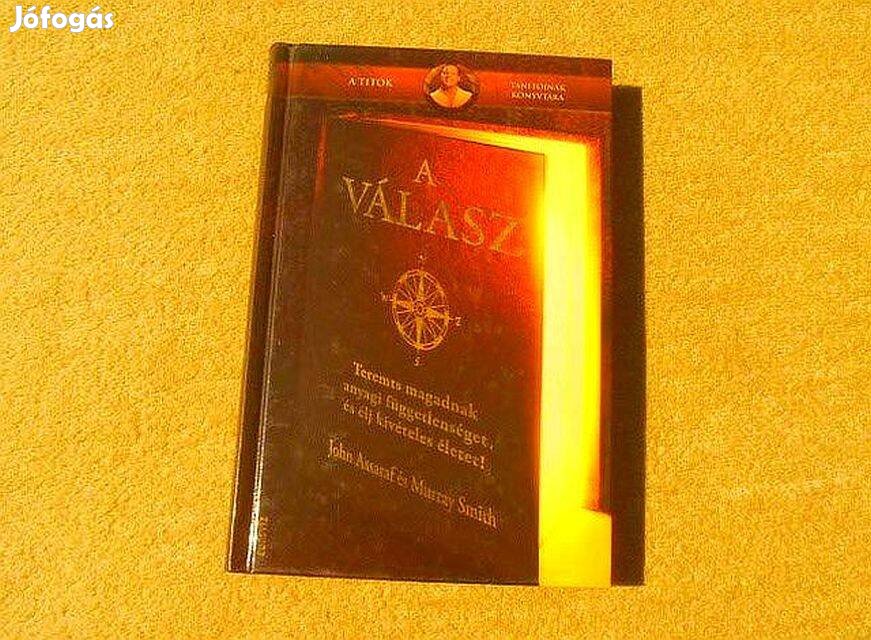 Jófogás
A TITOK
TANÍTÓINAK
KÖNYVTÁRA
A
VÁLASZ
Teremts magadnak
anyagi függetlenséget,
és élj kivételes életet!
John Assaraf és Murray Smith